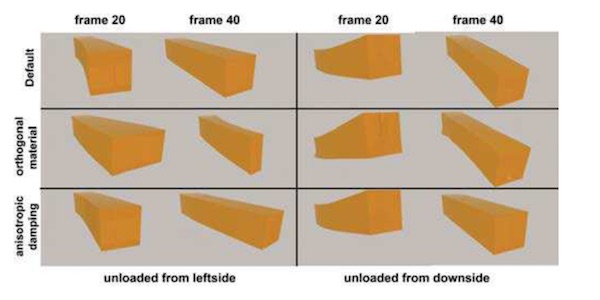 frame 20 frame 40 frame 20 frame 40
Default
orthogonal
material
anisotropic
damping
unloaded from leftside unloaded from downside